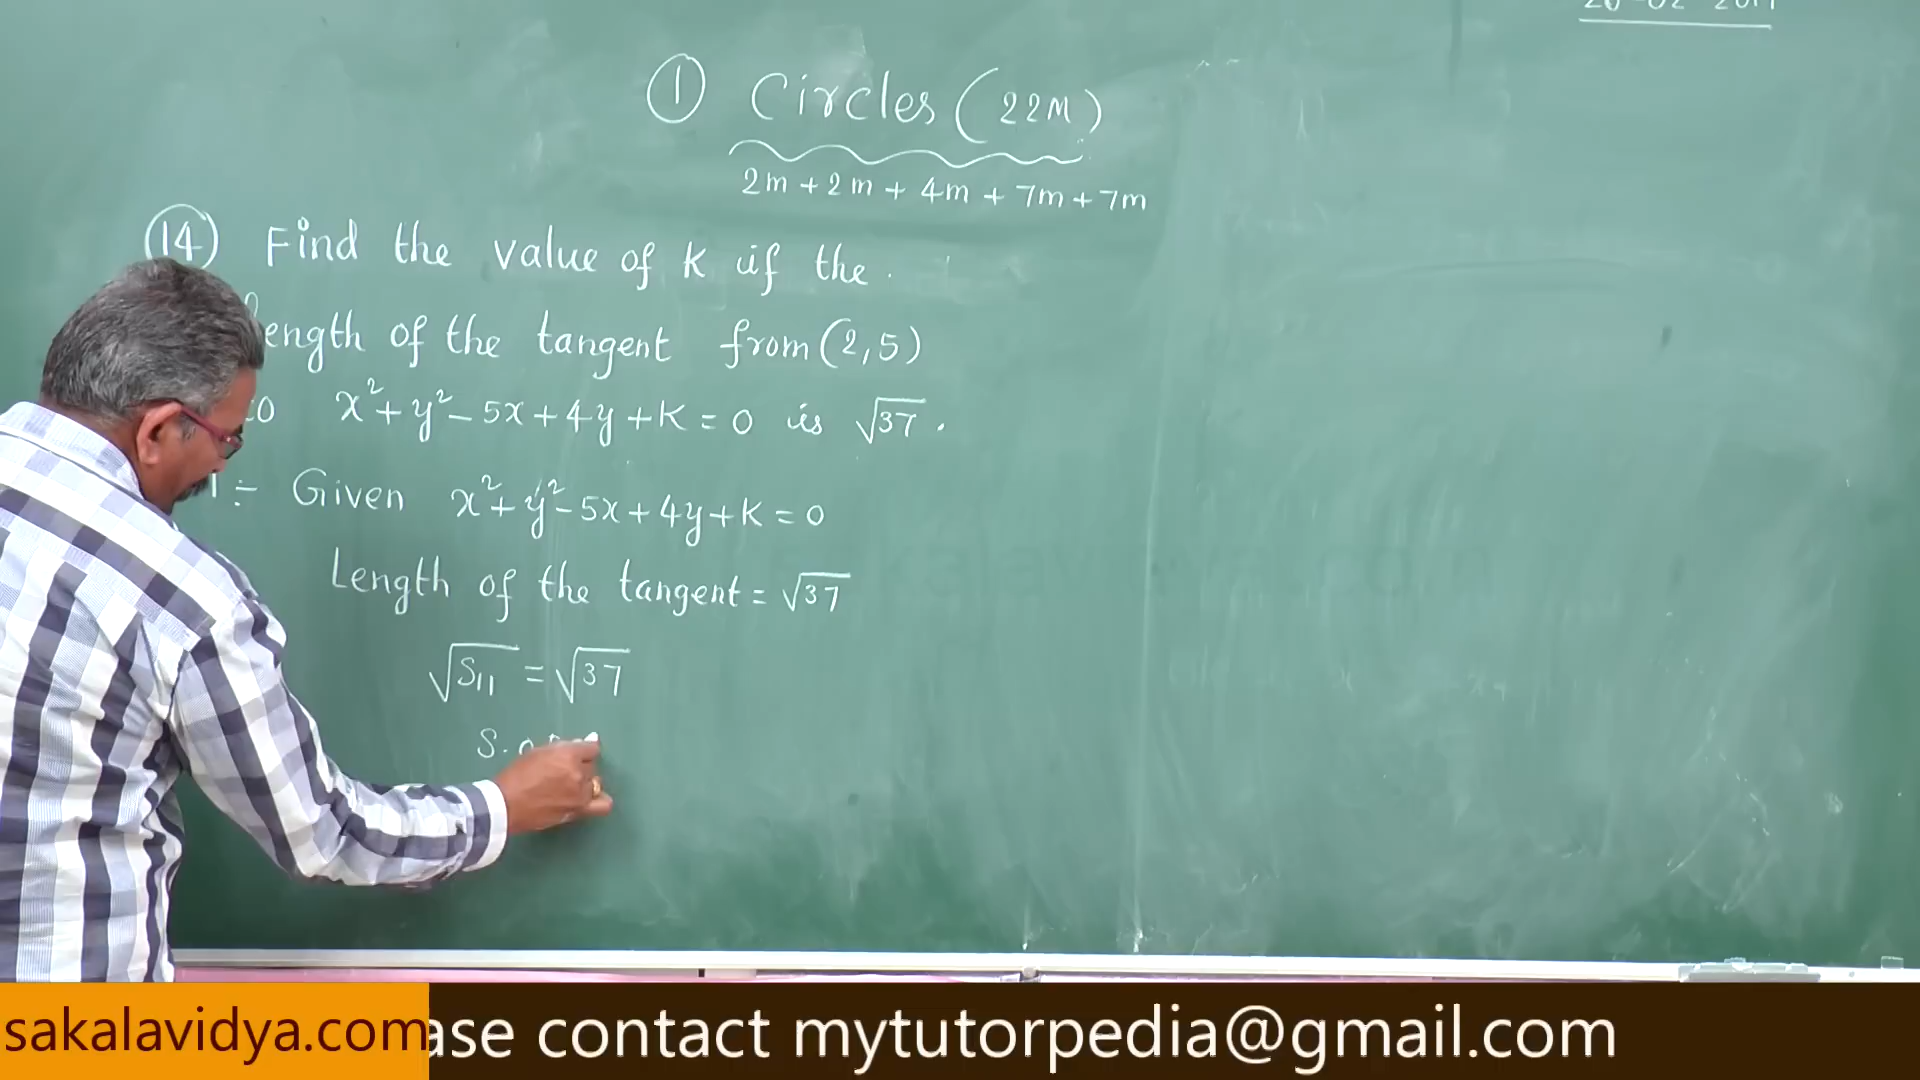 ① Circles (22M)
2m + 2m + 4m + 7m + 7m
⑭ Find the value of K if the
length of the tangent from (2,5)
to x²+y²-5x+4y+K=0 is √37.
:- Given x²+y²-5x+4y+K=0
Length of the tangent = √37
√S₁₁ = √37
S.
sakalavidya.com
ase contact mytutorpedia@gmail.com